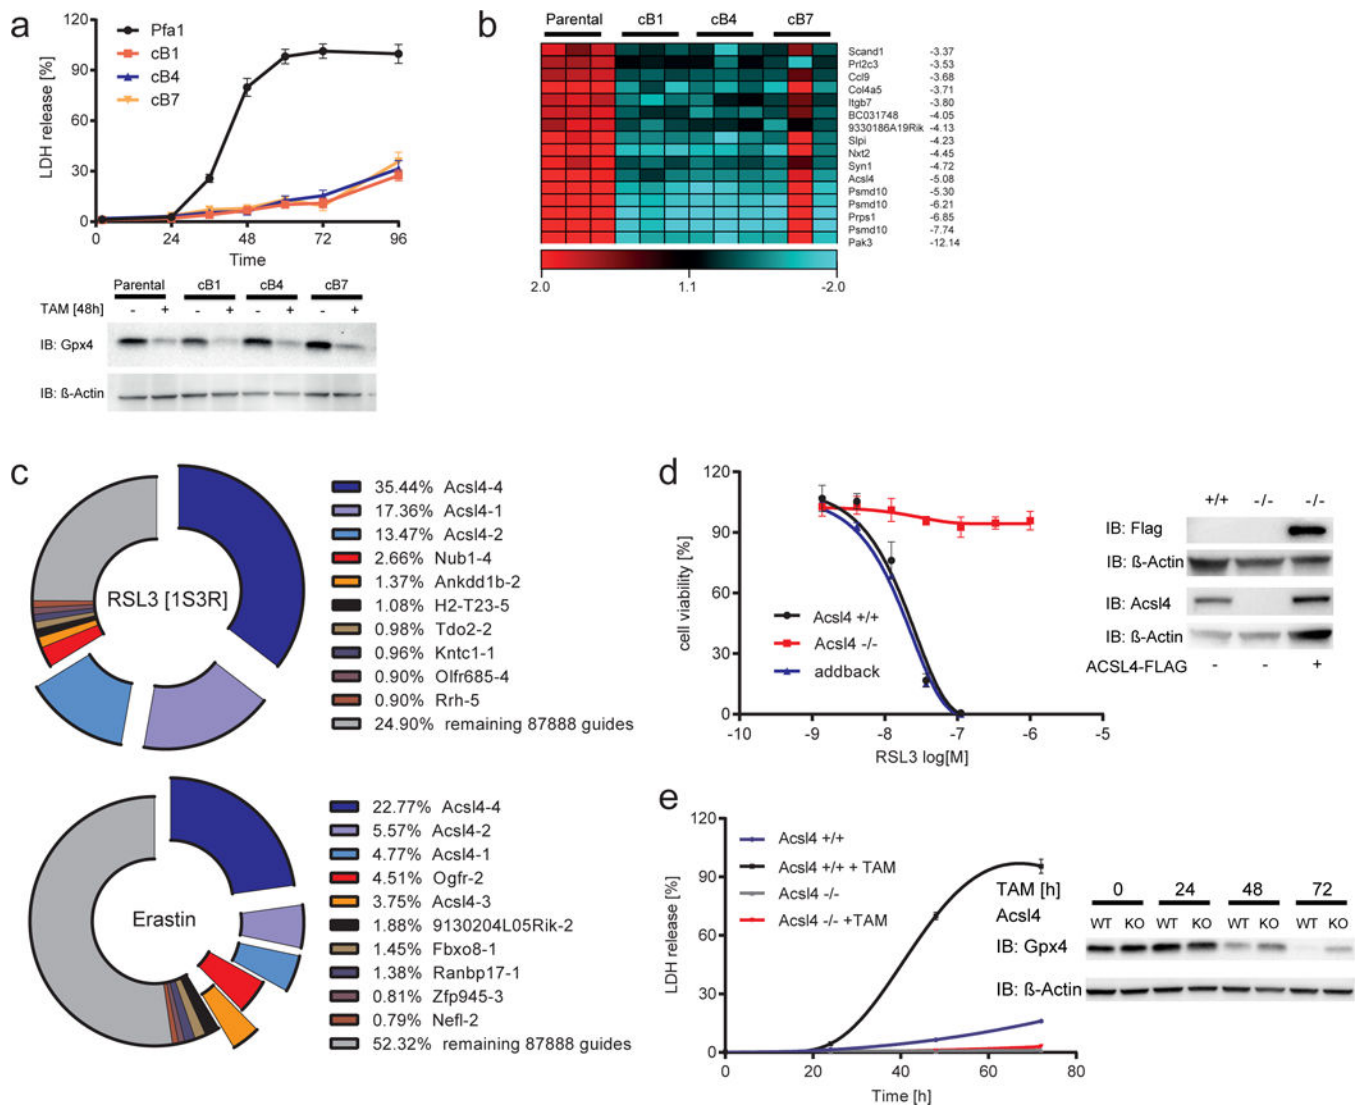 a
120
90
60
30
0
LDH release [%]
Pfa1
cB1
cB4
cB7
0 24 48 72 96
Time
Parental cB1 cB4 cB7
TAM [48h] - + - + - + - +
IB: Gpx4
IB: ß-Actin
b
Parental cB1 cB4 cB7
Scand1 -3.37
Prl2c3 -3.53
Ccl9 -3.68
Col4a5 -3.71
Itgb7 -3.80
BC031748 -4.05
9330186A19Rik -4.13
Slpi -4.23
Nxt2 -4.45
Syn1 -4.72
Acsl4 -5.08
Psmd10 -5.30
Psmd10 -6.21
Prps1 -6.85
Psmd10 -7.74
Pak3 -12.14
2.0 1.1 -2.0
c
RSL3 [1S3R]
35.44% Acsl4-4
17.36% Acsl4-1
13.47% Acsl4-2
2.66% Nub1-4
1.37% Ankdd1b-2
1.08% H2-T23-5
0.98% Tdo2-2
0.96% Kntc1-1
0.90% Olfr685-4
0.90% Rrh-5
24.90% remaining 87888 guides
Erastin
22.77% Acsl4-4
5.57% Acsl4-2
4.77% Acsl4-1
4.51% Ogfr-2
3.75% Acsl4-3
1.88% 9130204L05Rik-2
1.45% Fbxo8-1
1.38% Ranbp17-1
0.81% Zfp945-3
0.79% Nefl-2
52.32% remaining 87888 guides
d
120
90
60
30
0
cell viability [%]
Acsl4 +/+
Acsl4 -/-
addback
-10 -9 -8 -7 -6 -5
RSL3 log[M]
+/+ -/- -/-
IB: Flag
IB: ß-Actin
IB: Acsl4
IB: ß-Actin
ACSL4-FLAG - - +
e
120
90
60
30
0
LDH release [%]
Acsl4 +/+
Acsl4 +/+ + TAM
Acsl4 -/-
Acsl4 -/- +TAM
0 20 40 60 80
Time [h]
TAM [h] 0 24 48 72
Acsl4 WT KO WT KO WT KO WT KO
IB: Gpx4
IB: ß-Actin